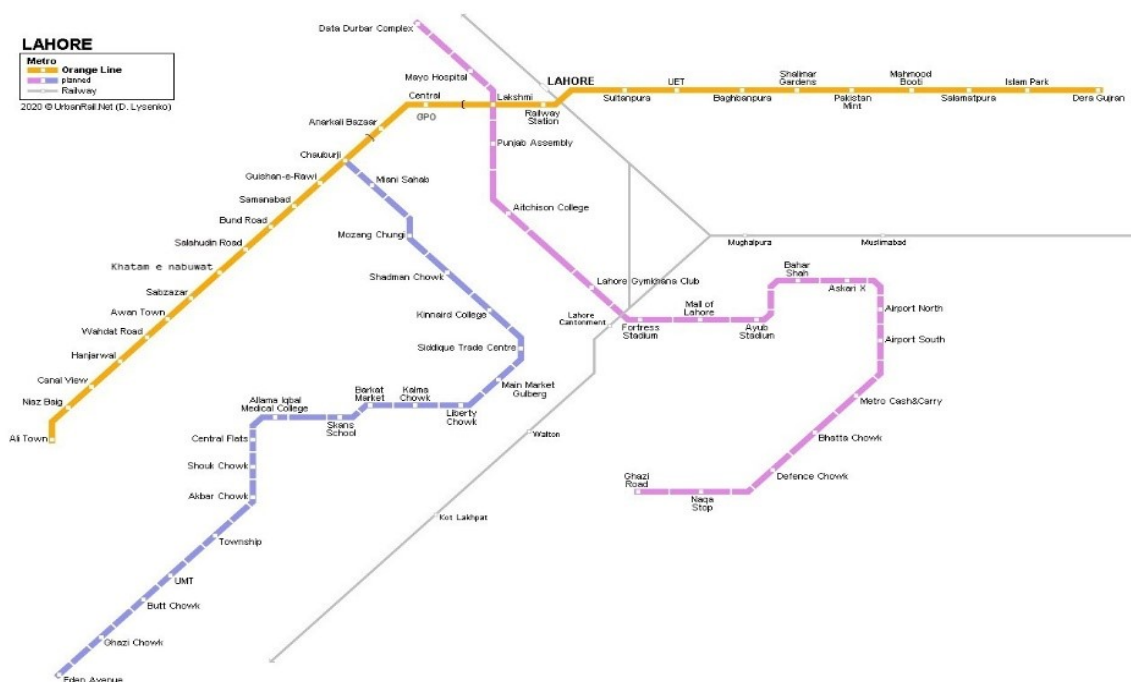 LAHORE
Metro
Orange Line
planned
Railway
2020 © UrbanRail.Net (D. Lysenko)
Data Durbar Complex
Mayo Hospital
LAHORE
Central
GPO
Lakshmi
Railway
Station
Sultanpura
UET
Baghbanpura
Shalimar
Gardens
Pakistan
Mint
Mahmood
Booti
Salamatpura
Islam Park
Dera Gujran
Anarkali Bazaar
Chauburji
Gulshan-e-Rawi
Samanabad
Bund Road
Salahudin Road
Khatam e nabuwat
Sabzazar
Awan Town
Wahdat Road
Hanjarwal
Canal View
Niaz Baig
Ali Town
Punjab Assembly
Aitchison College
Lahore Gymkhana Club
Lahore
Cantonment
Fortress
Stadium
Mall of
Lahore
Ayub
Stadium
Bahar
Shah
Askari X
Airport North
Airport South
Metro Cash&Carry
Bhatta Chowk
Defence Chowk
Naqa
Stop
Ghazi
Road
Mughalpura
Muslimabad
Walton
Kot Lakhpat
Miani Sahab
Mozang Chungi
Shadman Chowk
Kinnaird College
Siddique Trade Centre
Main Market
Gulberg
Liberty
Chowk
Kalma
Chowk
Barkat
Market
Skans
School
Allama Iqbal
Medical College
Central Flats
Shouk Chowk
Akbar Chowk
Township
UMT
Butt Chowk
Ghazi Chowk
Eden Avenue